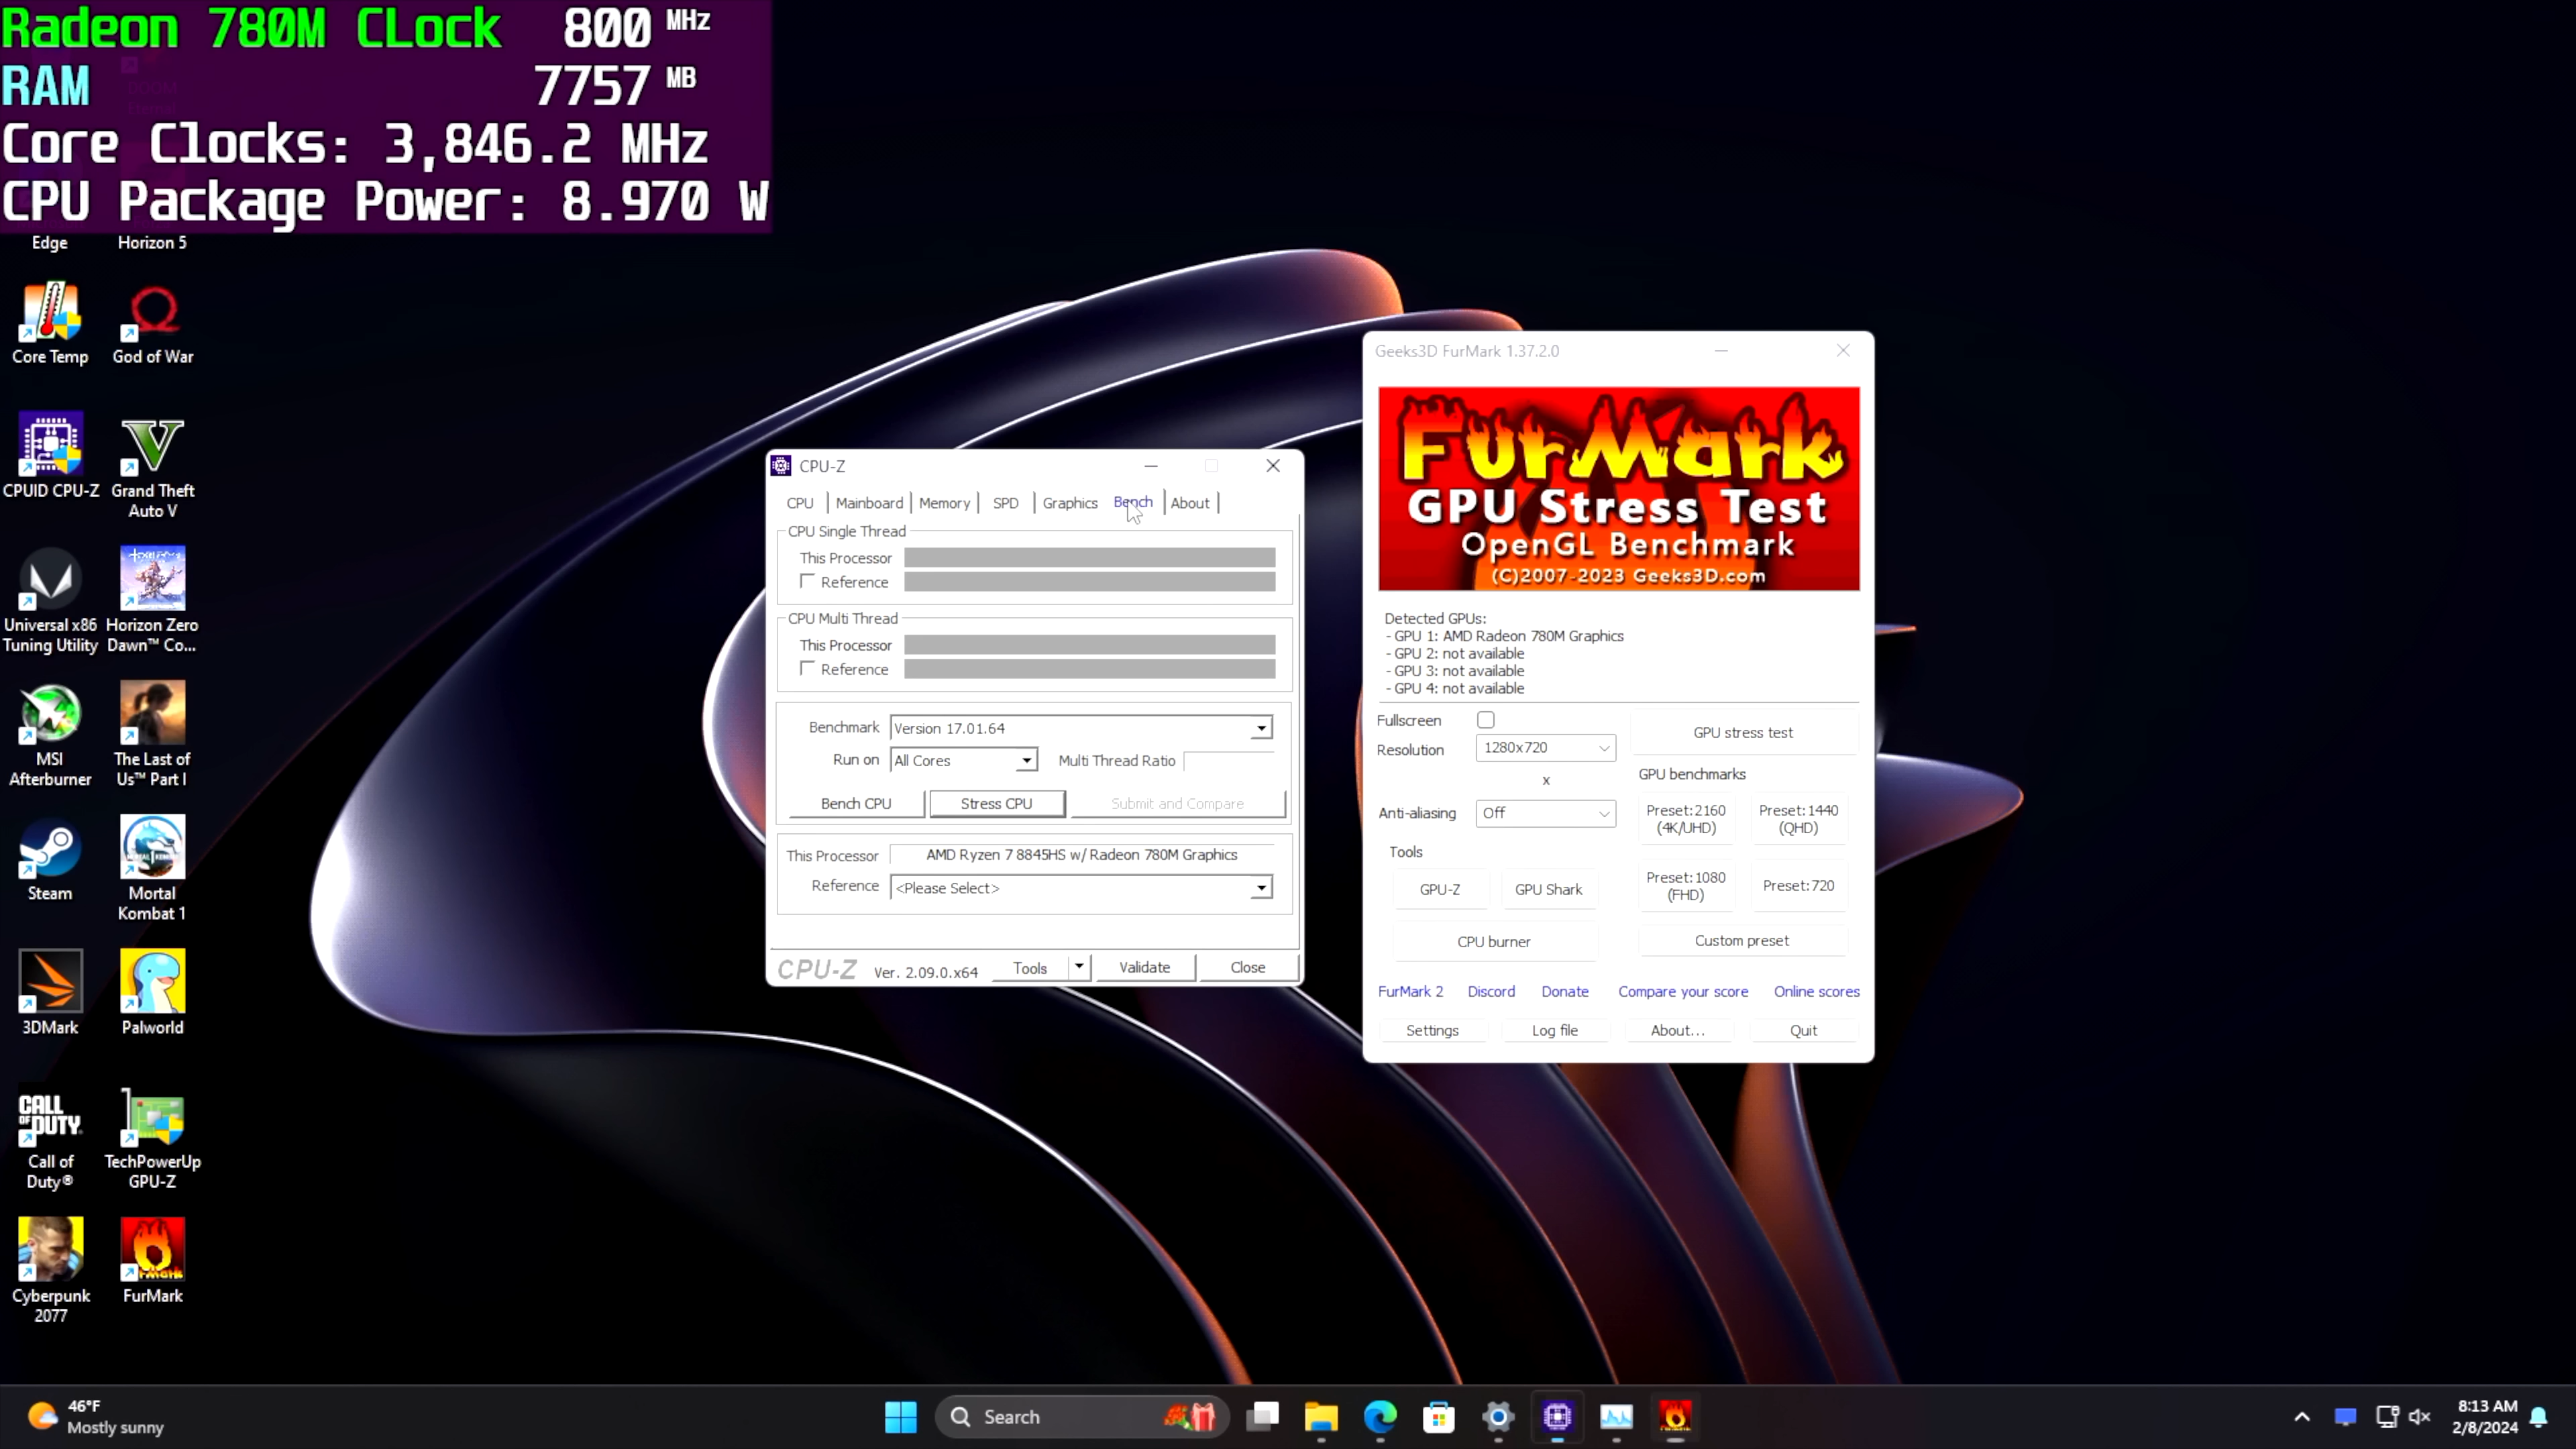 Radeon 780M CLock 800 MHz
RAM 7757 MB
Core Clocks: 3,846.2 MHz
CPU Package Power: 8.970 W
Edge
Horizon 5
Core Temp
God of War
CPUID CPU-Z
Grand Theft
Auto V
Universal x86
Tuning Utility
Horizon Zero
Dawn™ Co...
MSI
Afterburner
The Last of
Us™ Part I
Steam
Mortal
Kombat 1
3DMark
Palworld
CALL
OF DUTY
Call of
Duty®
TechPowerUp
GPU-Z
Cyberpunk
2077
FurMark
CPU-Z
CPU Mainboard Memory SPD Graphics Bench About
CPU Single Thread
This Processor
Reference
CPU Multi Thread
This Processor
Reference
Benchmark Version 17.01.64
Run on All Cores Multi Thread Ratio
Bench CPU Stress CPU Submit and Compare
This Processor AMD Ryzen 7 8845HS w/ Radeon 780M Graphics
Reference <Please Select>
CPU-Z Ver. 2.09.0.x64 Tools Validate Close
Geeks3D FurMark 1.37.2.0
FurMark
GPU Stress Test
OpenGL Benchmark
(C)2007-2023 Geeks3D.com
Detected GPUs:
- GPU 1: AMD Radeon 780M Graphics
- GPU 2: not available
- GPU 3: not available
- GPU 4: not available
Fullscreen
Resolution 1280x720
x
Anti-aliasing Off
GPU stress test
GPU benchmarks
Preset:2160
(4K/UHD)
Preset:1440
(QHD)
Preset:1080
(FHD)
Preset:720
Custom preset
Tools
GPU-Z GPU Shark
CPU burner
FurMark 2 Discord Donate Compare your score Online scores
Settings Log file About... Quit
46°F
Mostly sunny
Search
8:13 AM
2/8/2024